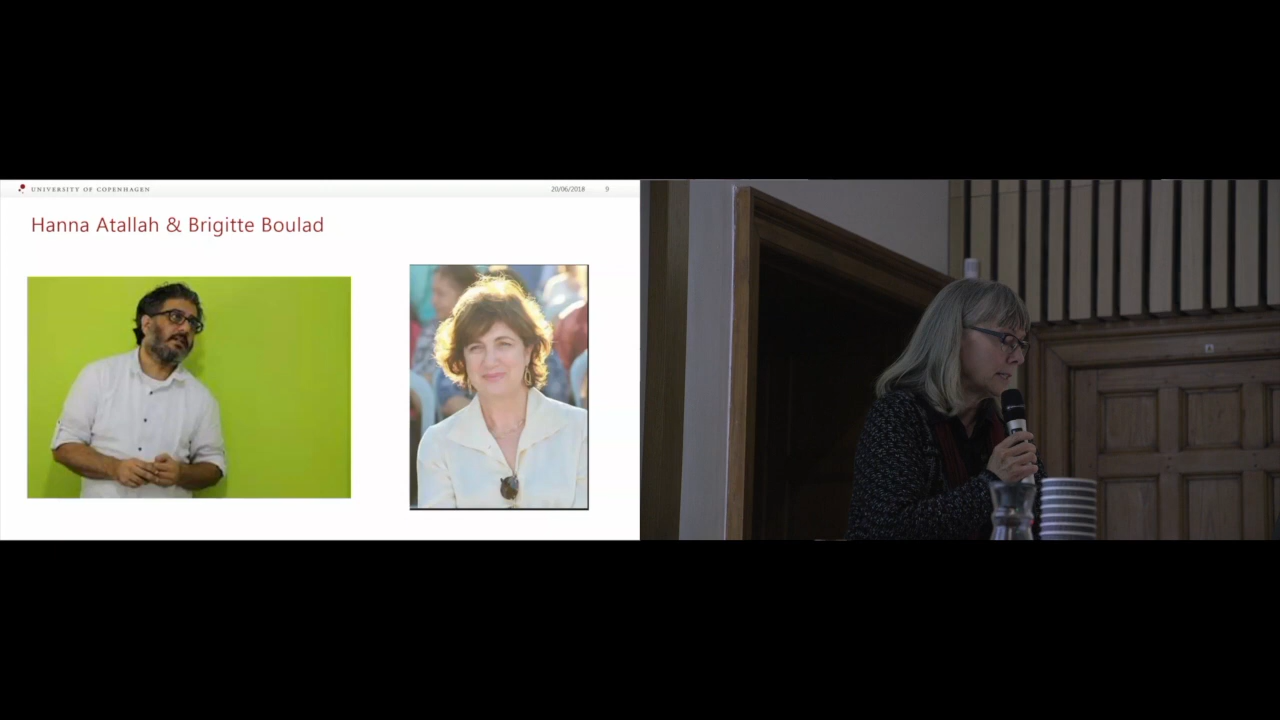 UNIVERSITY OF COPENHAGEN
20/06/2018 9
Hanna Atallah & Brigitte Boulad